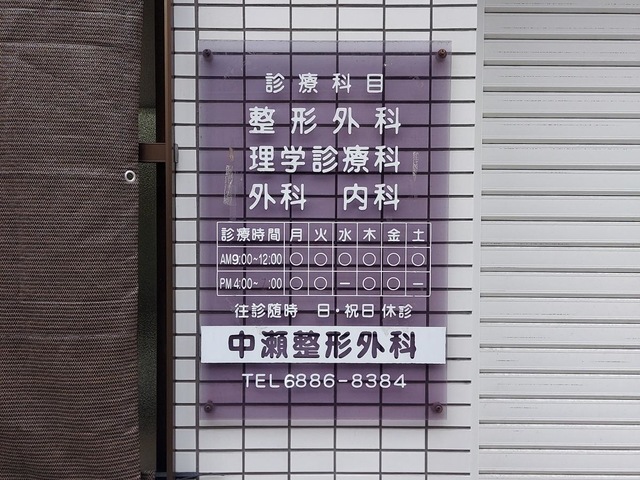 診療科目
整形外科
理学診療科
外科 内科
診療時間 月 火 水 木 金 土
AM9:00~12:00 ○ ○ ○ ○ ○ ○
PM4:00~ :00 ○ ○ ー ○ ○ ー
往診随時 日・祝日休診
中瀬整形外科
TEL6886-8384